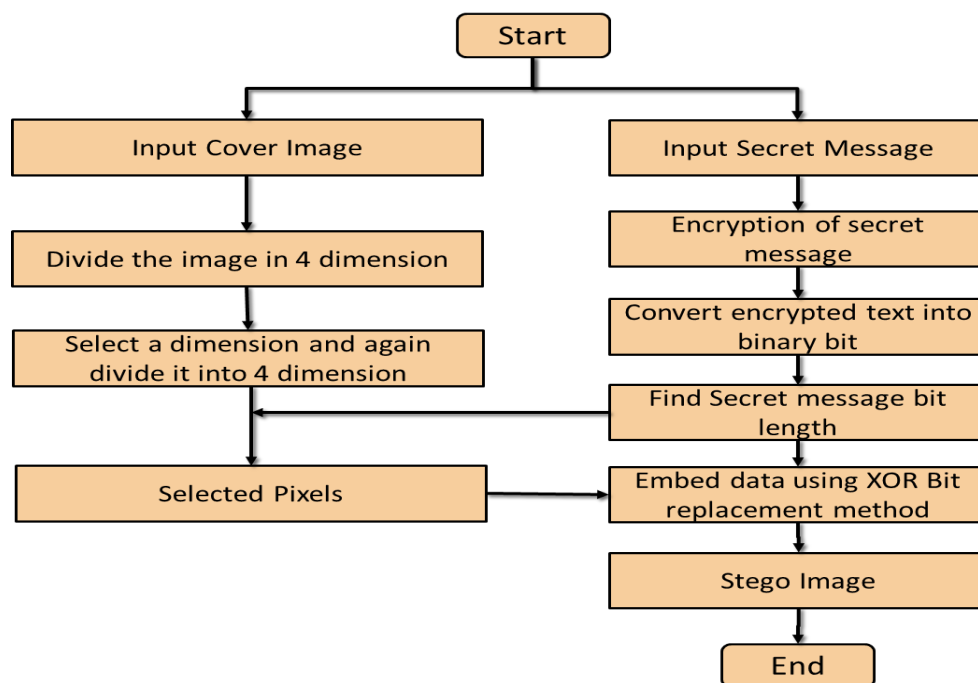 Start
Input Cover Image
Input Secret Message
Divide the image in 4 dimension
Encryption of secret
message
Select a dimension and again
divide it into 4 dimension
Convert encrypted text into
binary bit
Find Secret message bit
length
Selected Pixels
Embed data using XOR Bit
replacement method
Stego Image
End